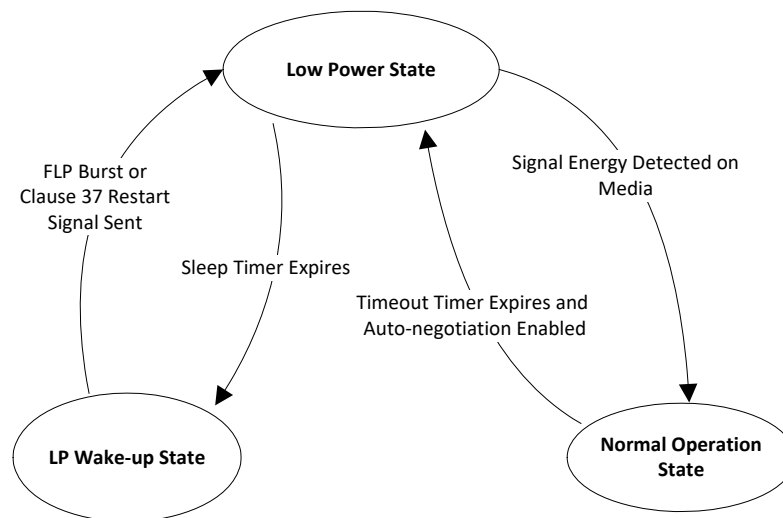 Low Power State
FLP Burst or
Clause 37 Restart
Signal Sent
Signal Energy Detected on
Media
Sleep Timer Expires
Timeout Timer Expires and
Auto-negotiation Enabled
LP Wake-up State
Normal Operation
State